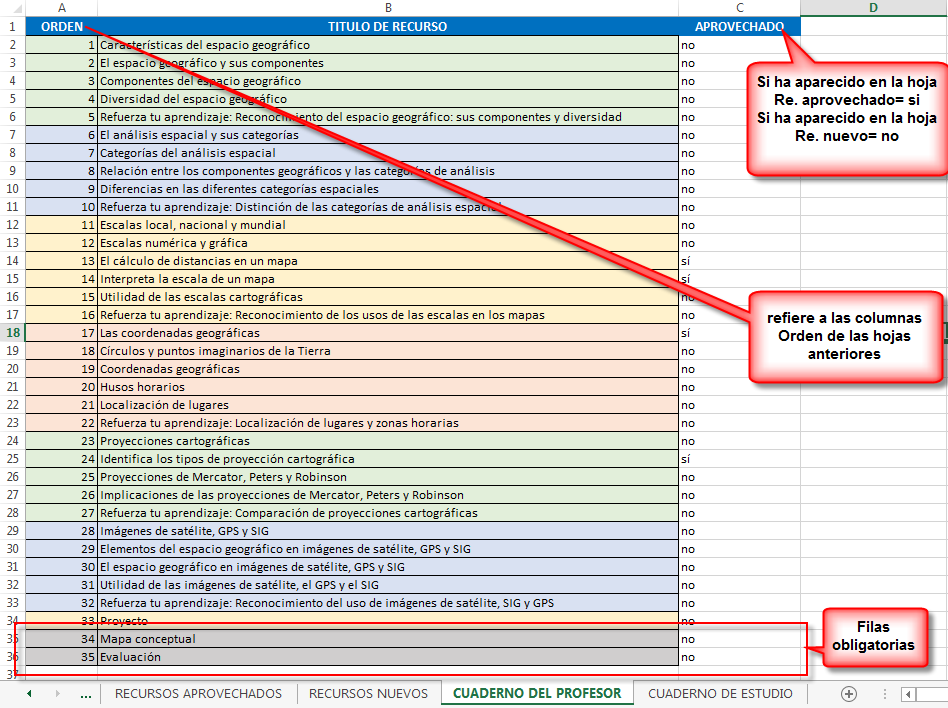 A B C D
1 ORDEN TITULO DE RECURSO APROVECHADO
2 1 Características del espacio geográfico no
3 2 El espacio geográfico y sus componentes no
4 3 Componentes del espacio geográfico no
5 4 Diversidad del espacio geográfico no
6 5 Refuerza tu aprendizaje: Reconocimiento del espacio geográfico: sus componentes y diversidad no
7 6 El análisis espacial y sus categorías no
8 7 Categorías del análisis espacial no
9 8 Relación entre los componentes geográficos y las categorías de análisis no
10 9 Diferencias en las diferentes categorías espaciales no
11 10 Refuerza tu aprendizaje: Distinción de las categorías de análisis espacial no
12 11 Escalas local, nacional y mundial no
13 12 Escalas numérica y gráfica no
14 13 El cálculo de distancias en un mapa sí
15 14 Interpreta la escala de un mapa sí
16 15 Utilidad de las escalas cartográficas no
17 16 Refuerza tu aprendizaje: Reconocimiento de los usos de las escalas en los mapas no
18 17 Las coordenadas geográficas sí
19 18 Círculos y puntos imaginarios de la Tierra no
20 19 Coordenadas geográficas no
21 20 Husos horarios no
22 21 Localización de lugares no
23 22 Refuerza tu aprendizaje: Localización de lugares y zonas horarias no
24 23 Proyecciones cartográficas no
25 24 Identifica los tipos de proyección cartográfica sí
26 25 Proyecciones de Mercator, Peters y Robinson no
27 26 Implicaciones de las proyecciones de Mercator, Peters y Robinson no
28 27 Refuerza tu aprendizaje: Comparación de proyecciones cartográficas no
29 28 Imágenes de satélite, GPS y SIG no
30 29 Elementos del espacio geográfico en imágenes de satélite, GPS y SIG no
31 30 El espacio geográfico en imágenes de satélite, GPS y SIG no
32 31 Utilidad de las imágenes de satélite, el GPS y el SIG no
33 32 Refuerza tu aprendizaje: Reconocimiento del uso de imágenes de satélite, SIG y GPS no
34 33 Proyecto no
35 34 Mapa conceptual no
36 35 Evaluación no
37
Si ha aparecido en la hoja
Re. aprovechado= si
Si ha aparecido en la hoja
Re. nuevo= no
refiere a las columnas
Orden de las hojas
anteriores
Filas
obligatorias
... RECURSOS APROVECHADOS RECURSOS NUEVOS CUADERNO DEL PROFESOR CUADERNO DE ESTUDIO